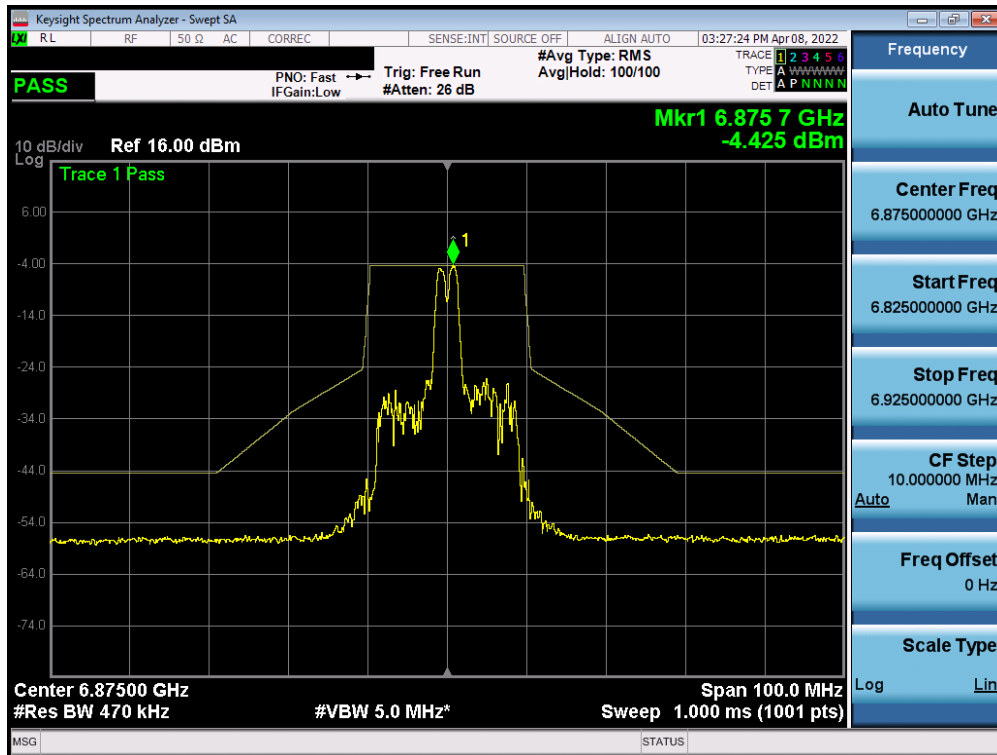 Keysight Spectrum Analyzer - Swept SA
LXI RL RF 50 Ω AC CORREC SENSE:INT SOURCE OFF ALIGN AUTO 03:27:24 PM Apr 08, 2022
PASS
PNO: Fast
IFGain:Low
Trig: Free Run
#Atten: 26 dB
#Avg Type: RMS
Avg|Hold: 100/100
TRACE 1 2 3 4 5 6
TYPE A WWWWW
DET A P N N N N
Mkr1 6.875 7 GHz
-4.425 dBm
10 dB/div Ref 16.00 dBm
Log
Trace 1 Pass
1
6.00
-4.00
-14.0
-24.0
-34.0
-44.0
-54.0
-64.0
-74.0
Center 6.87500 GHz Span 100.0 MHz
#Res BW 470 kHz #VBW 5.0 MHz* Sweep 1.000 ms (1001 pts)
MSG STATUS
Frequency
Auto Tune
Center Freq
6.875000000 GHz
Start Freq
6.825000000 GHz
Stop Freq
6.925000000 GHz
CF Step
10.000000 MHz
Auto Man
Freq Offset
0 Hz
Scale Type
Log Lin